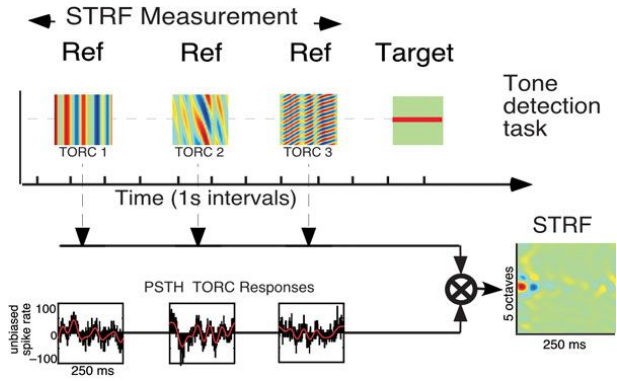 STRF Measurement
Ref
Ref
Ref
Target
Tone
detection
task
TORC 1
TORC 2
TORC 3
Time (1s intervals)
STRF
PSTH TORC Responses
unbiased
spike rate
100
0
-100
250 ms
5 octaves
250 ms